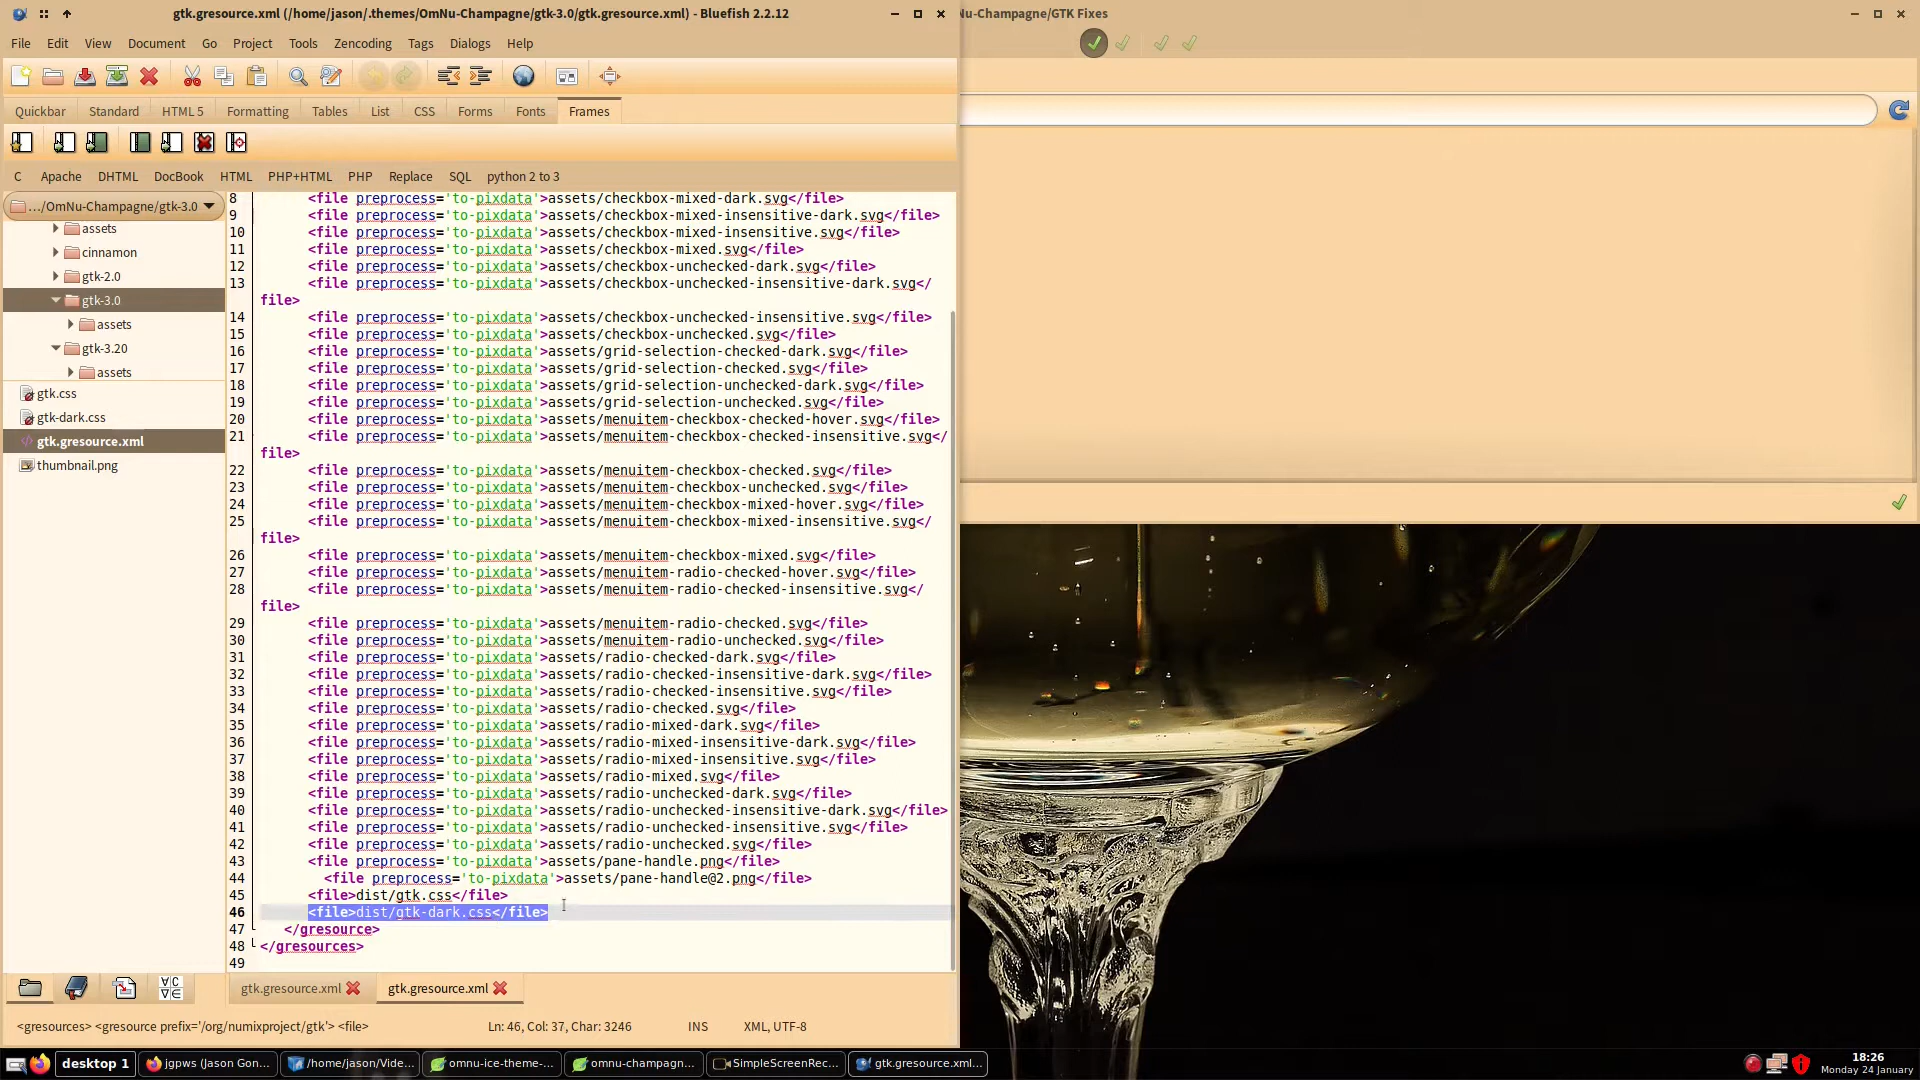 gtk.gresource.xml (/home/jason/.themes/OmNu-Champagne/gtk-3.0/gtk.gresource.xml) - Bluefish 2.2.12
Nu-Champagne/GTK Fixes
File Edit View Document Go Project Tools Zencoding Tags Dialogs Help
Quickbar Standard HTML 5 Formatting Tables List CSS Forms Fonts Frames
C Apache DHTML DocBook HTML PHP+HTML PHP Replace SQL python 2 to 3
.../OmNu-Champagne/gtk-3.0
assets
cinnamon
gtk-2.0
gtk-3.0
assets
gtk-3.20
assets
gtk.css
gtk-dark.css
gtk.gresource.xml
thumbnail.png
8 <file preprocess='to-pixdata'>assets/checkbox-mixed-dark.svg</file>
9 <file preprocess='to-pixdata'>assets/checkbox-mixed-insensitive-dark.svg</file>
10 <file preprocess='to-pixdata'>assets/checkbox-mixed-insensitive.svg</file>
11 <file preprocess='to-pixdata'>assets/checkbox-mixed.svg</file>
12 <file preprocess='to-pixdata'>assets/checkbox-unchecked-dark.svg</file>
13 <file preprocess='to-pixdata'>assets/checkbox-unchecked-insensitive-dark.svg</
file>
14 <file preprocess='to-pixdata'>assets/checkbox-unchecked-insensitive.svg</file>
15 <file preprocess='to-pixdata'>assets/checkbox-unchecked.svg</file>
16 <file preprocess='to-pixdata'>assets/grid-selection-checked-dark.svg</file>
17 <file preprocess='to-pixdata'>assets/grid-selection-checked.svg</file>
18 <file preprocess='to-pixdata'>assets/grid-selection-unchecked-dark.svg</file>
19 <file preprocess='to-pixdata'>assets/grid-selection-unchecked.svg</file>
20 <file preprocess='to-pixdata'>assets/menuitem-checkbox-checked-hover.svg</file>
21 <file preprocess='to-pixdata'>assets/menuitem-checkbox-checked-insensitive.svg</
file>
22 <file preprocess='to-pixdata'>assets/menuitem-checkbox-checked.svg</file>
23 <file preprocess='to-pixdata'>assets/menuitem-checkbox-unchecked.svg</file>
24 <file preprocess='to-pixdata'>assets/menuitem-checkbox-mixed-hover.svg</file>
25 <file preprocess='to-pixdata'>assets/menuitem-checkbox-mixed-insensitive.svg</
file>
26 <file preprocess='to-pixdata'>assets/menuitem-checkbox-mixed.svg</file>
27 <file preprocess='to-pixdata'>assets/menuitem-radio-checked-hover.svg</file>
28 <file preprocess='to-pixdata'>assets/menuitem-radio-checked-insensitive.svg</
file>
29 <file preprocess='to-pixdata'>assets/menuitem-radio-checked.svg</file>
30 <file preprocess='to-pixdata'>assets/menuitem-radio-unchecked.svg</file>
31 <file preprocess='to-pixdata'>assets/radio-checked-dark.svg</file>
32 <file preprocess='to-pixdata'>assets/radio-checked-insensitive-dark.svg</file>
33 <file preprocess='to-pixdata'>assets/radio-checked-insensitive.svg</file>
34 <file preprocess='to-pixdata'>assets/radio-checked.svg</file>
35 <file preprocess='to-pixdata'>assets/radio-mixed-dark.svg</file>
36 <file preprocess='to-pixdata'>assets/radio-mixed-insensitive-dark.svg</file>
37 <file preprocess='to-pixdata'>assets/radio-mixed-insensitive.svg</file>
38 <file preprocess='to-pixdata'>assets/radio-mixed.svg</file>
39 <file preprocess='to-pixdata'>assets/radio-unchecked-dark.svg</file>
40 <file preprocess='to-pixdata'>assets/radio-unchecked-insensitive-dark.svg</file>
41 <file preprocess='to-pixdata'>assets/radio-unchecked-insensitive.svg</file>
42 <file preprocess='to-pixdata'>assets/radio-unchecked.svg</file>
43 <file preprocess='to-pixdata'>assets/pane-handle.png</file>
44 <file preprocess='to-pixdata'>assets/pane-handle@2.png</file>
45 <file>dist/gtk.css</file>
46 <file>dist/gtk-dark.css</file>
47 </gresource>
48 </gresources>
49
gtk.gresource.xml gtk.gresource.xml
<gresources> <gresource prefix='/org/numixproject/gtk'> <file> Ln: 46, Col: 37, Char: 3246 INS XML, UTF-8
desktop 1 jgpws (Jason Gon... /home/jason/Vide... omnu-ice-theme-... omnu-champagn... SimpleScreenRec... gtk.gresource.xml...
18:26
Monday 24 January